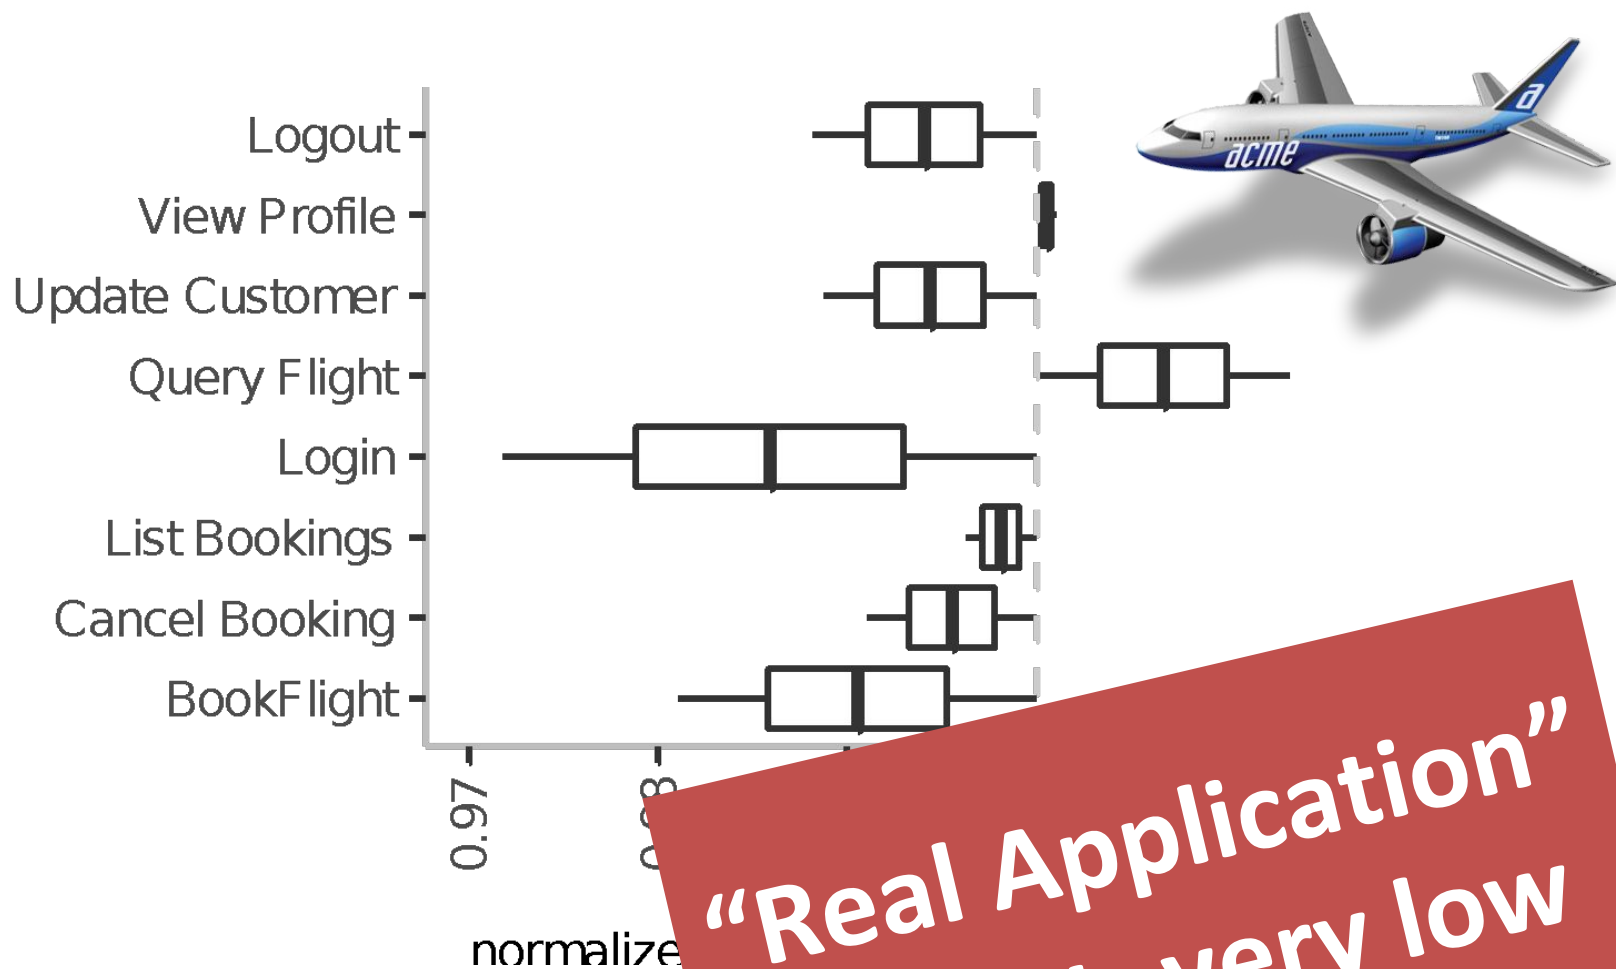 Logout
View Profile
Update Customer
Query Flight
Login
List Bookings
Cancel Booking
BookFlight
0.97
acme
a
“Real Application”
very low